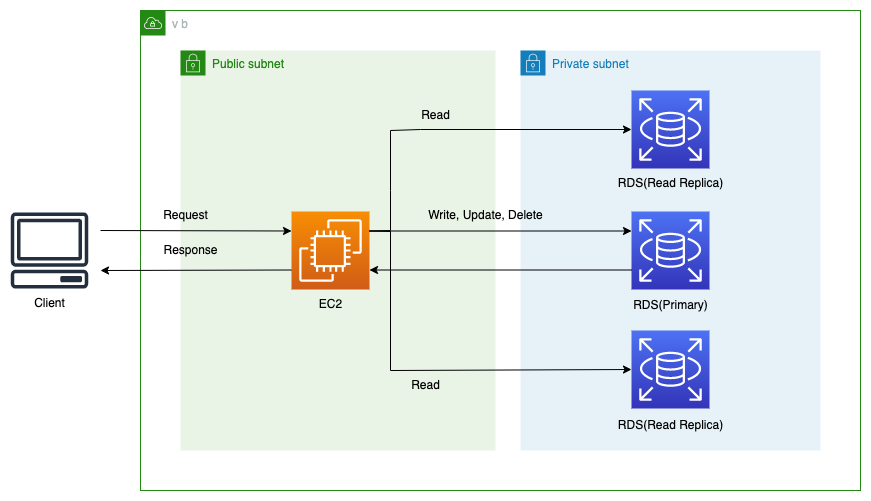 v b
Public subnet
Private subnet
Read
RDS(Read Replica)
Request
Write, Update, Delete
Response
Client
EC2
RDS(Primary)
Read
RDS(Read Replica)